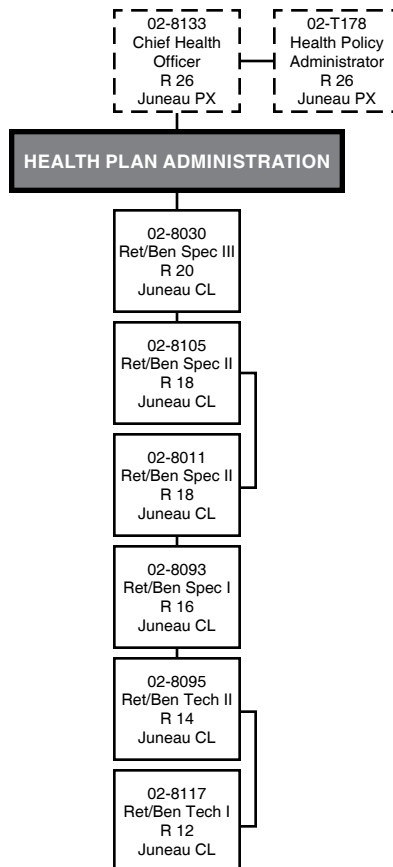 02-8133
Chief Health
Officer
R 26
Juneau PX
02-T178
Health Policy
Administrator
R 26
Juneau PX
HEALTH PLAN ADMINISTRATION
02-8030
Ret/Ben Spec III
R 20
Juneau CL
02-8105
Ret/Ben Spec II
R 18
Juneau CL
02-8011
Ret/Ben Spec II
R 18
Juneau CL
02-8093
Ret/Ben Spec I
R 16
Juneau CL
02-8095
Ret/Ben Tech II
R 14
Juneau CL
02-8117
Ret/Ben Tech I
R 12
Juneau CL